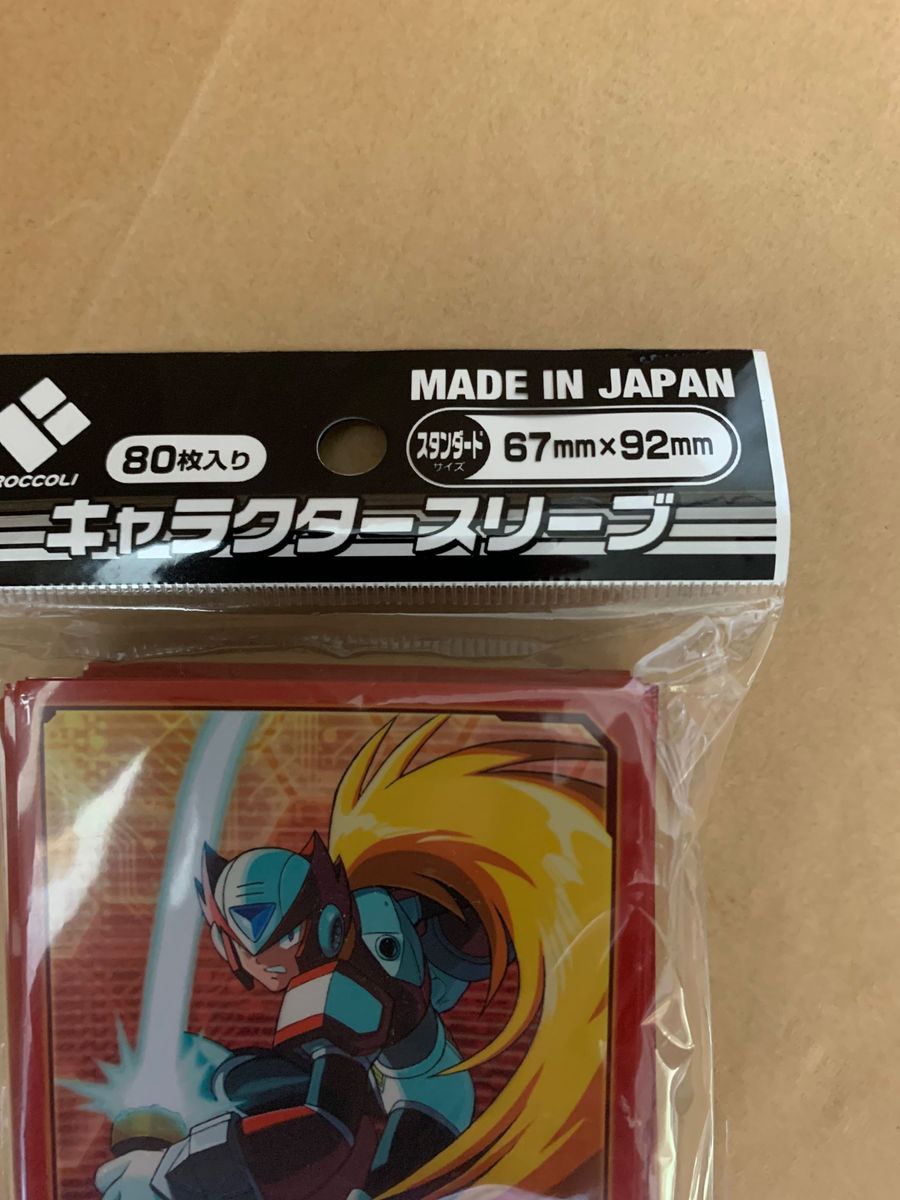 MADE IN JAPAN
ROCCOLI
80枚入り
スタンダード
サイズ
67mm×92mm
キャラクタースリーブ